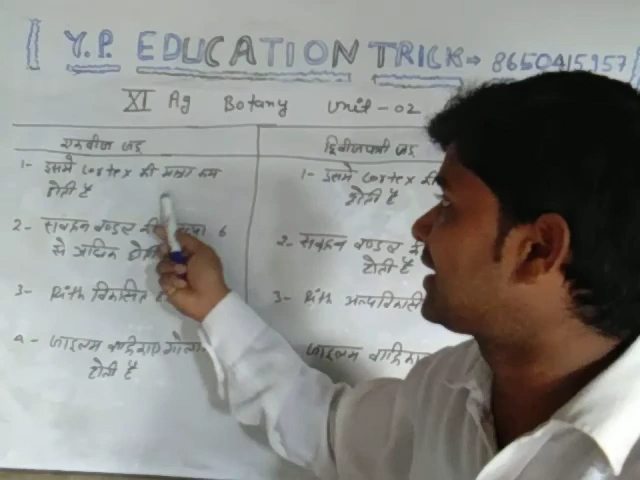 Y.P. EDUCATION TRICK → 8650415957
XI Ag Botany Unit - 02
एकबीज जड़
द्विबीजपत्री जड़
1- इसमे Cortex की मात्रा कम
होती है
2- संवहन बण्डल की 6
से अधिक होती
3- Pith विकसित
4- जाइलम वाहिकाएं गोला
होती है
1- इसमे Cortex की
होती है
2- संवहन बण्डल
होती है
3- Pith अल्पविकसि
जाइलम वाहिकाए